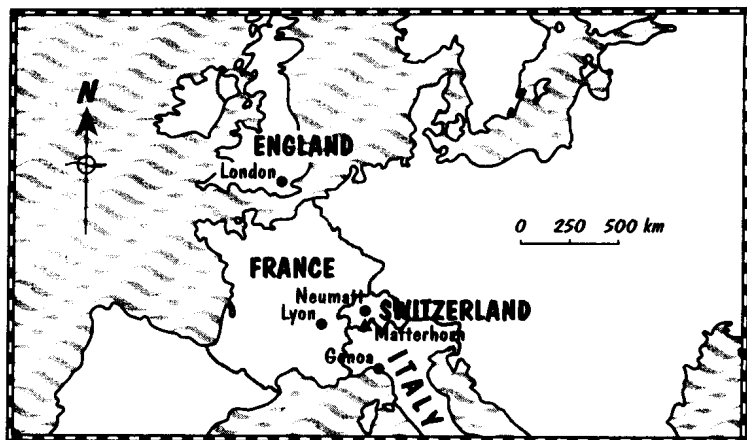 N
ENGLAND
London
0 250 500 km
FRANCE
Neumatt
SWITZERLAND
Lyon
Matterhorn
Genoa
ITALY